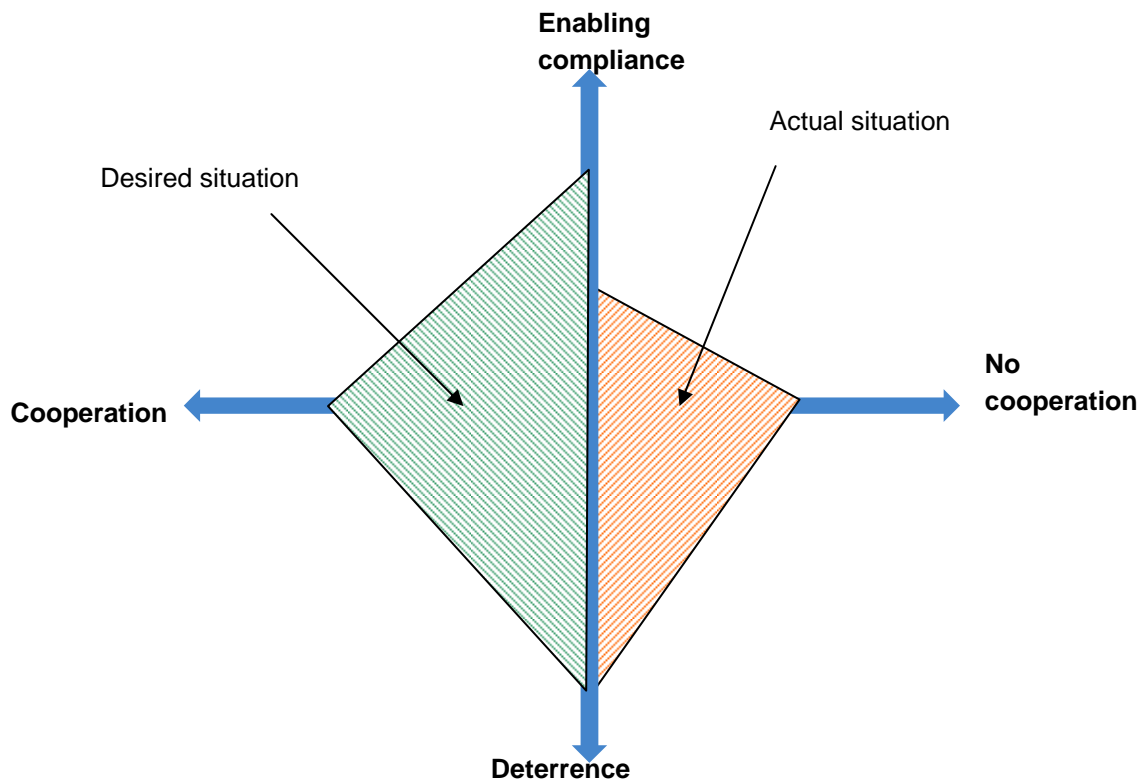 Enabling
compliance
Actual situation
Desired situation
No
cooperation
Cooperation
Deterrence